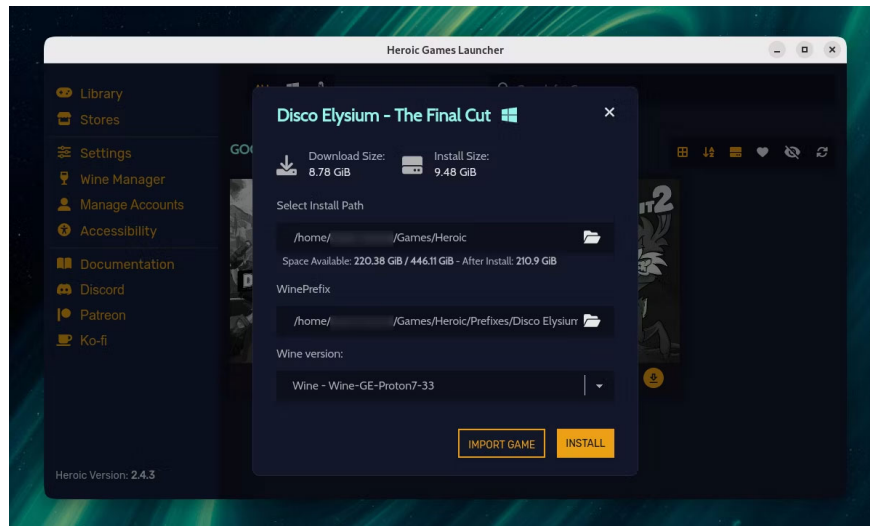 Heroic Games Launcher
Library
Stores
Settings
Wine Manager
Manage Accounts
Accessibility
Documentation
Discord
Patreon
Ko-fi
Heroic Version: 2.4.3
Disco Elysium - The Final Cut
Download Size:
8.78 GiB
Install Size:
9.48 GiB
Select Install Path
/home/ /Games/Heroic
Space Available: 220.38 GiB / 446.11 GiB - After Install: 210.9 GiB
WinePrefix
/home/ /Games/Heroic/Prefixes/Disco Elysium
Wine version:
Wine - Wine-GE-Proton7-33
IMPORT GAME
INSTALL